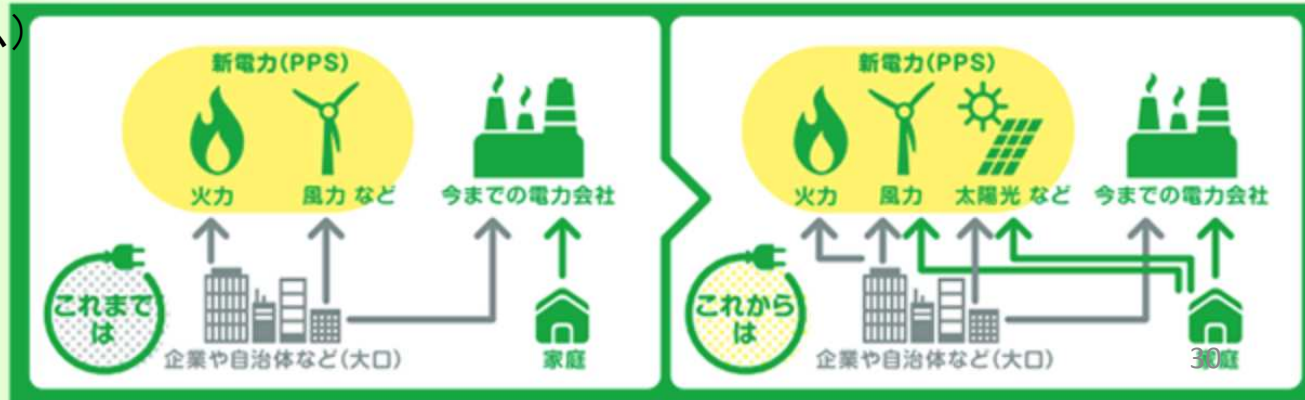 )
新電力(PPS)
火力
風力 など
今までの電力会社
これまでは
企業や自治体など(大口)
家庭
新電力(PPS)
火力
風力
太陽光 など
今までの電力会社
これからは
企業や自治体など(大口)
庭
30